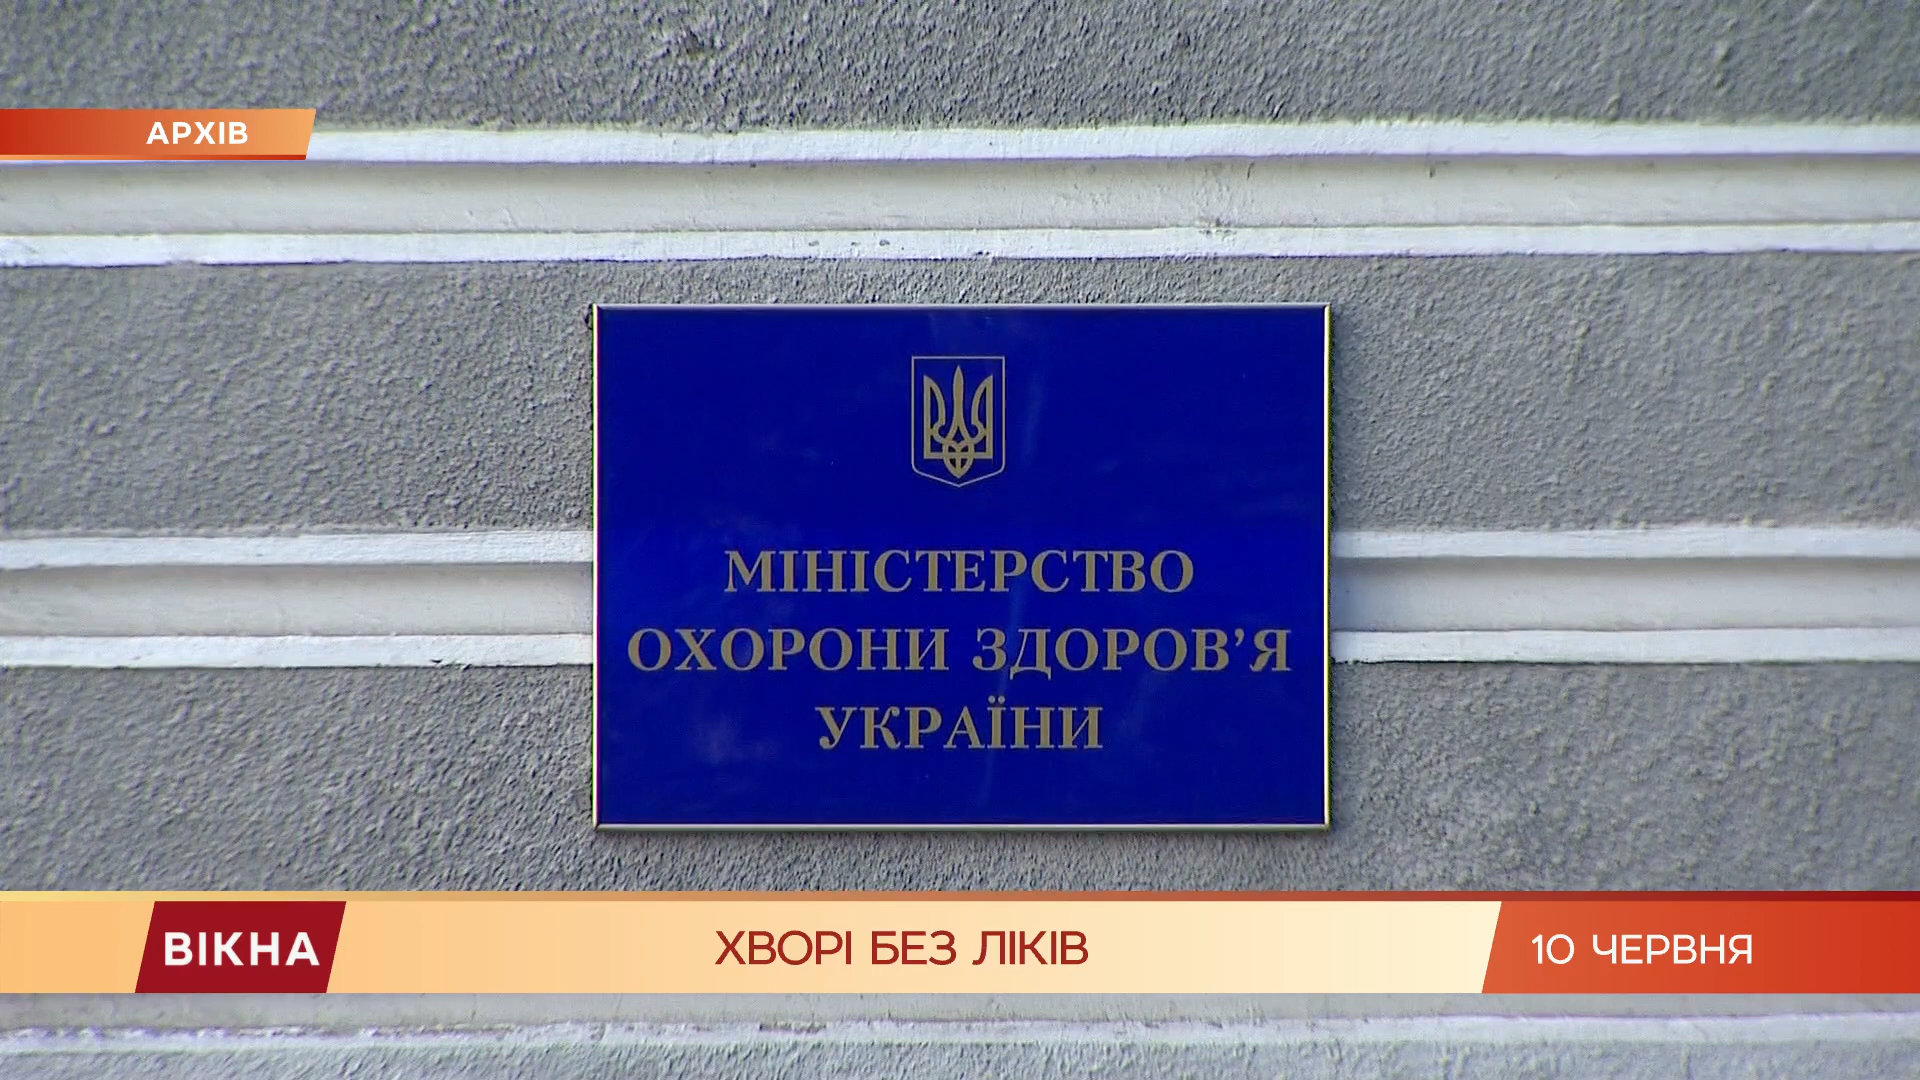 АРХІВ
МІНІСТЕРСТВО
ОХОРОНИ ЗДОРОВ’Я
УКРАЇНИ
ВІКНА
ХВОРІ БЕЗ ЛІКІВ
10 ЧЕРВНЯ